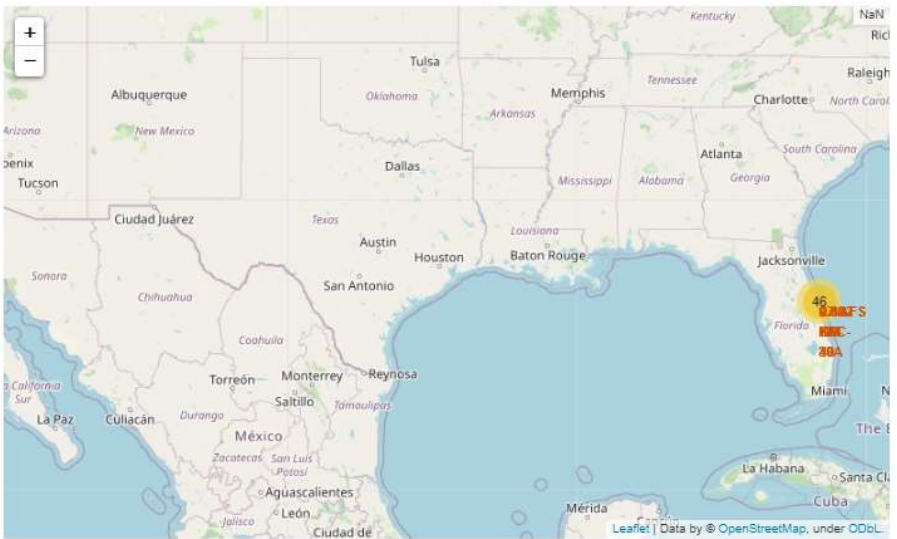 Kentucky
NaN
+
−
Tulsa
Albuquerque
Oklahoma
Memphis
Tennessee
Raleigh
Charlotte
North Carol
Arizona
New Mexico
Arkansas
oenix
Dallas
Atlanta
South Carolina
Tucson
Mississippi
Alabama
Georgia
Ciudad Juárez
Texas
Austin
Louisiana
Houston
Baton Rouge
Jacksonville
Sonora
San Antonio
Chihuahua
46
Florida
Coahuila
Torreón
Monterrey
Reynosa
a California
Sur
Saltillo
Tamaulipas
Miami
N
La Paz
Culiacán
Durango
México
The B
Zacatecas
San Luis
Potosí
La Habana
Santa Cla
Aguascalientes
Cuba
León
Mérida
Jalisco
Ciudad de
Leaflet | Data by © OpenStreetMap, under ODbL.